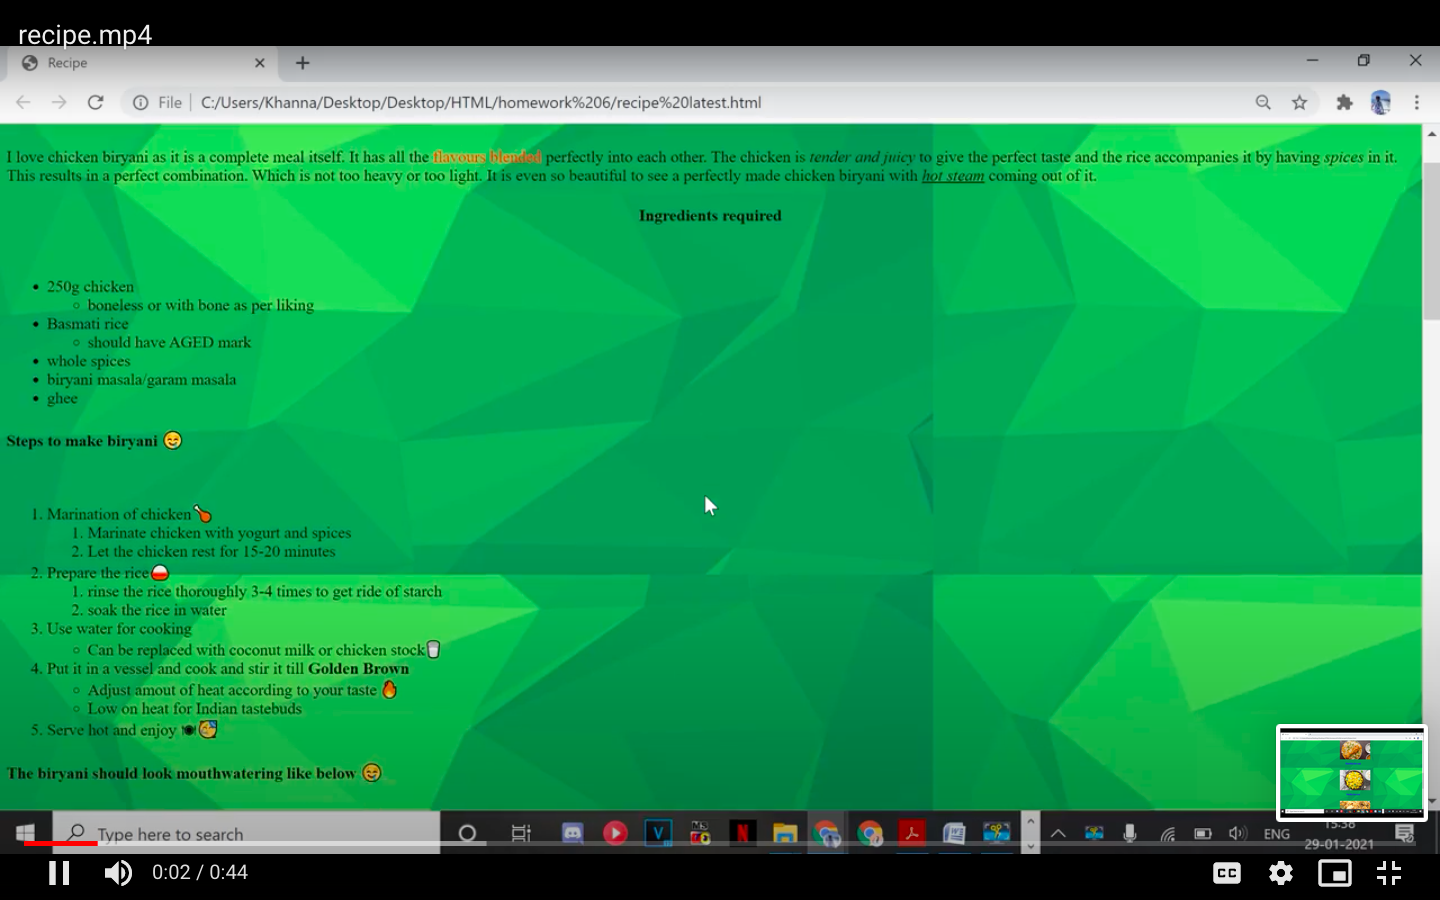 recipe.mp4
Recipe
File C:/Users/Khanna/Desktop/Desktop/HTML/homework%206/recipe%20latest.html
I love chicken biryani as it is a complete meal itself. It has all the flavours blended perfectly into each other. The chicken is tender and juicy to give the perfect taste and the rice accompanies it by having spices in it.
This results in a perfect combination. Which is not too heavy or too light. It is even so beautiful to see a perfectly made chicken biryani with hot steam coming out of it.
Ingredients required
• 250g chicken
◦ boneless or with bone as per liking
• Basmati rice
◦ should have AGED mark
• whole spices
• biryani masala/garam masala
• ghee
Steps to make biryani 😊
1. Marination of chicken🍗
1. Marinate chicken with yogurt and spices
2. Let the chicken rest for 15-20 minutes
2. Prepare the rice🍚
1. rinse the rice thoroughly 3-4 times to get ride of starch
2. soak the rice in water
3. Use water for cooking
◦ Can be replaced with coconut milk or chicken stock🥛
4. Put it in a vessel and cook and stir it till Golden Brown
◦ Adjust amout of heat according to your taste 🔥
◦ Low on heat for Indian tastebuds
5. Serve hot and enjoy 🍽🥳
The biryani should look mouthwatering like below 😋
Type here to search
V
N
ENG
15:38
29-01-2021
0:02 / 0:44
CC